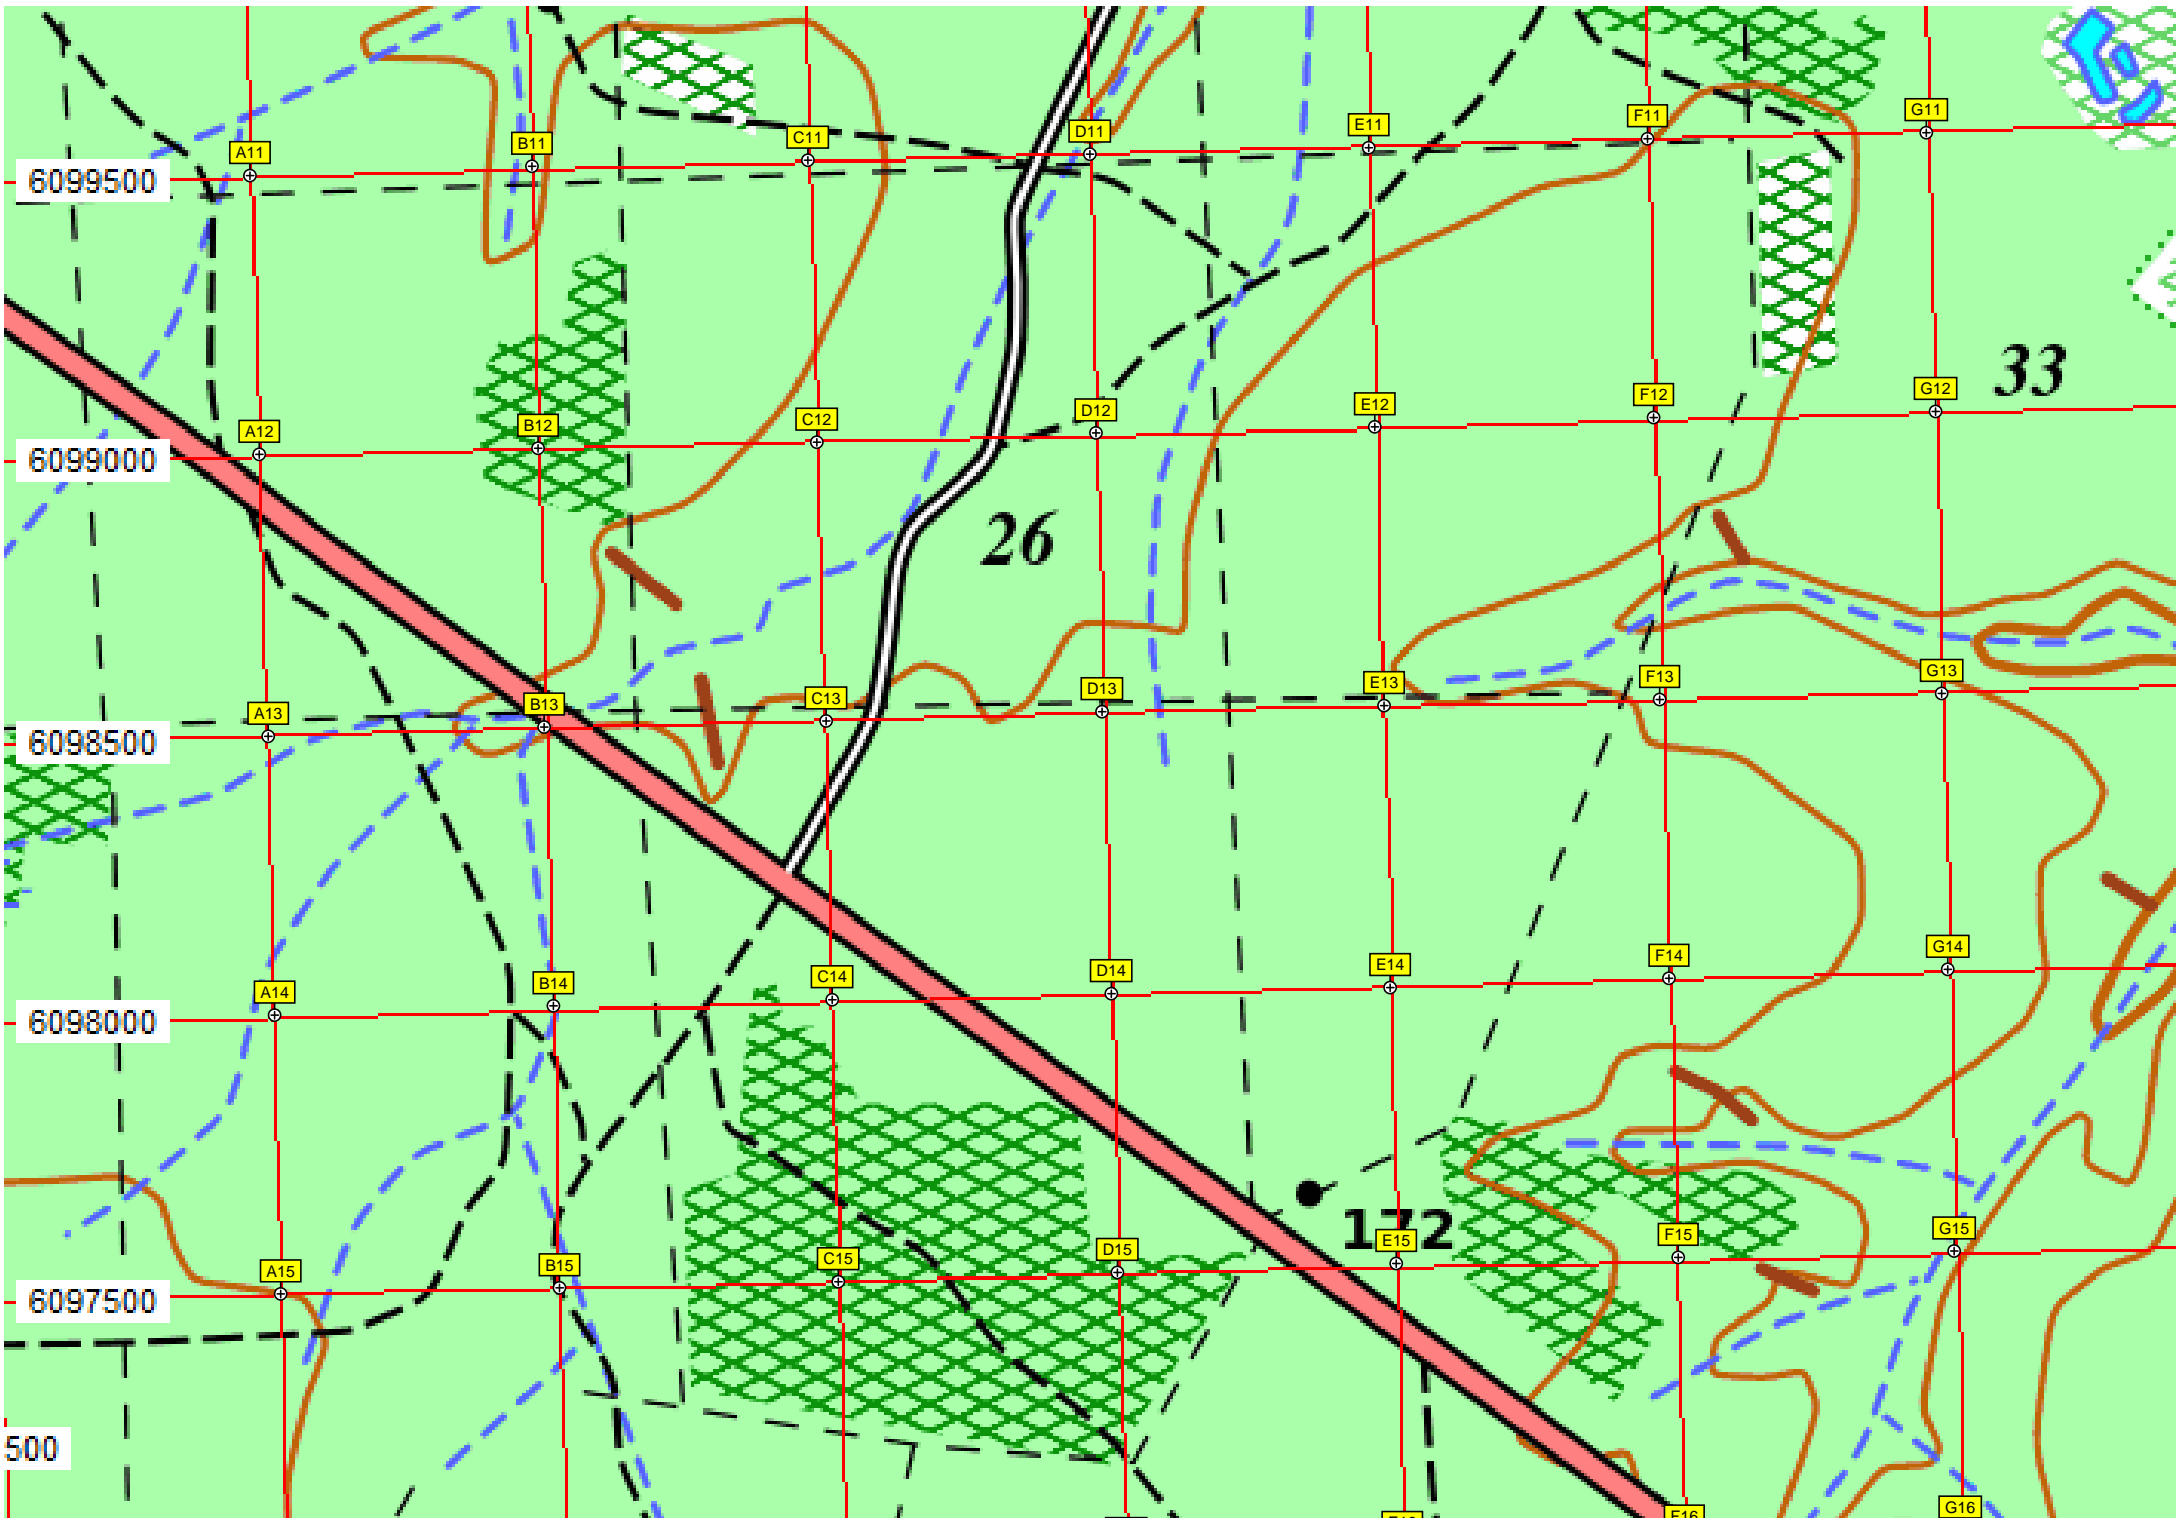 A11 B11 C11 D11 E11 F11 G11
6099500
33
A12 B12 C12 D12 E12 F12 G12
6099000
26
A13 B13 C13 D13 E13 F13 G13
6098500
A14 B14 C14 D14 E14 F14 G14
6098000
172
A15 B15 C15 D15 E15 F15 G15
6097500
500
F16 G16